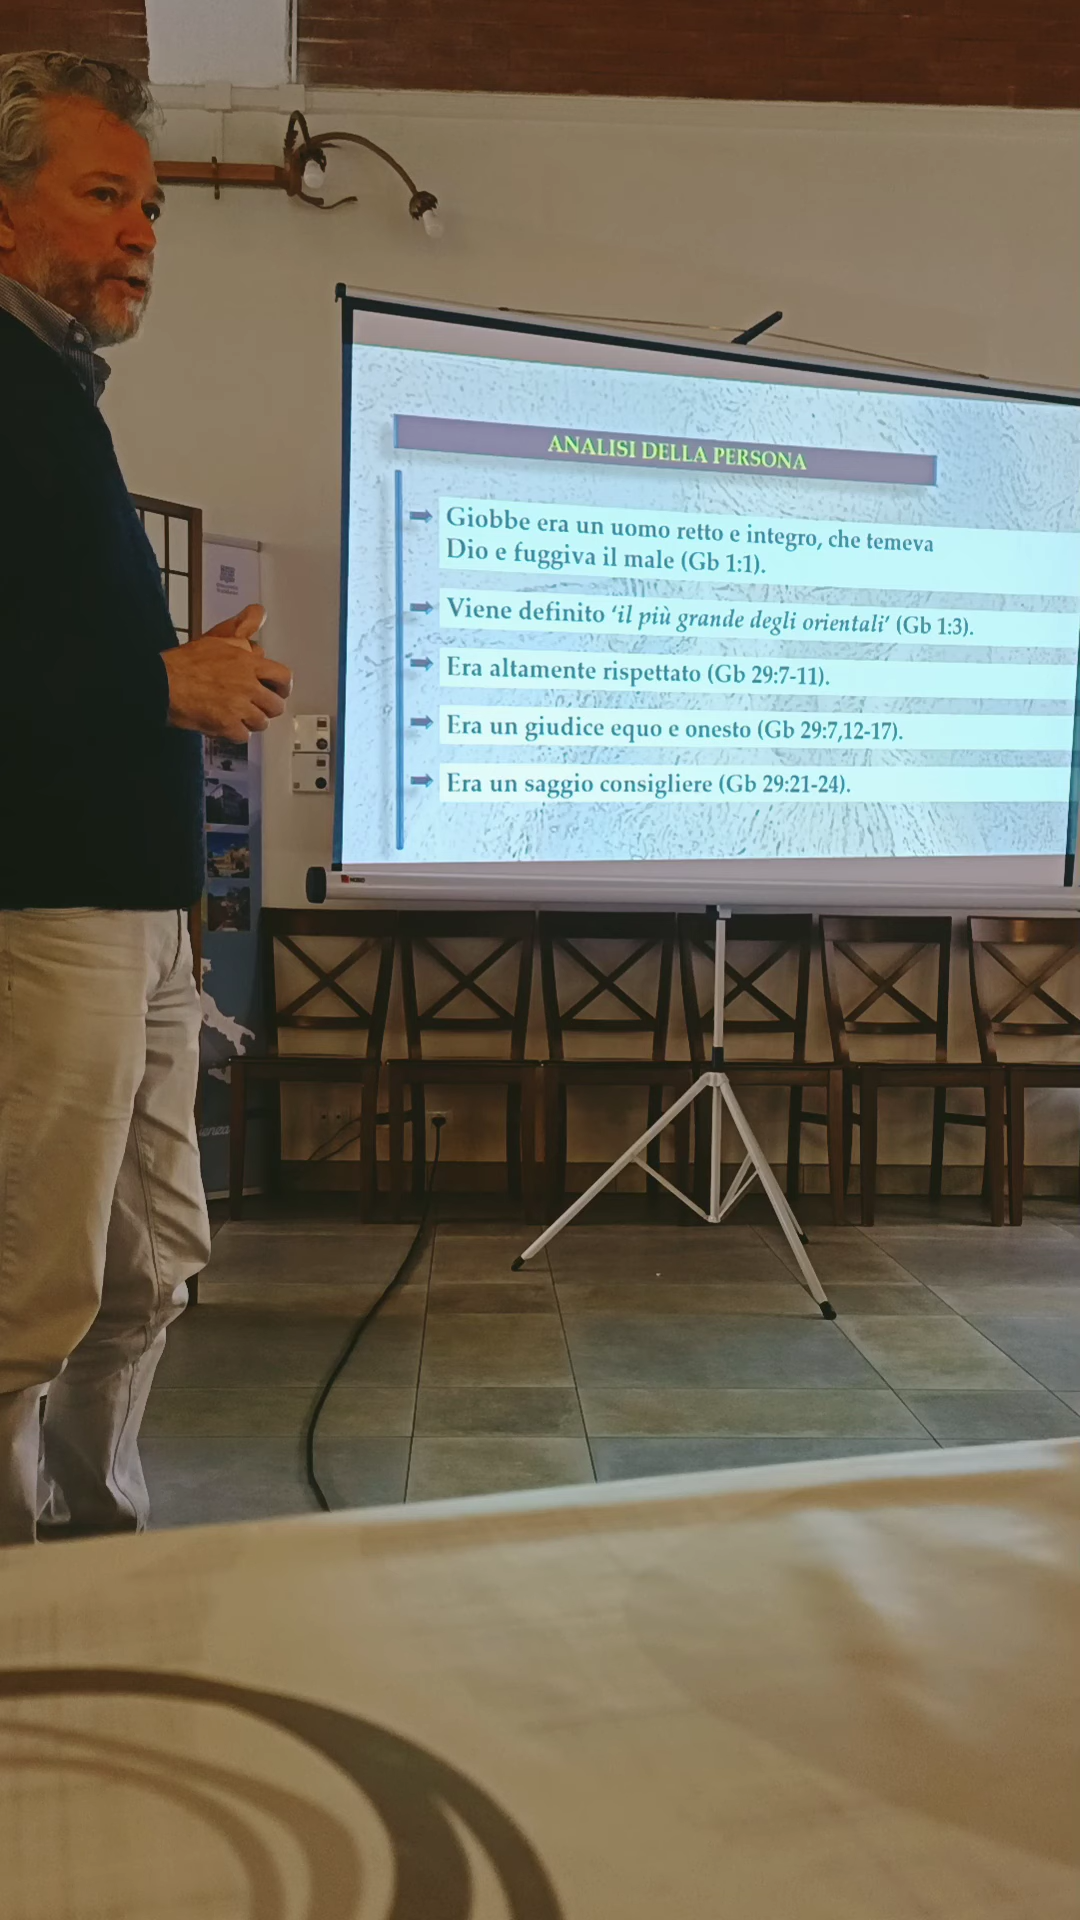 ANALISI DELLA PERSONA
Giobbe era un uomo retto e integro, che temeva
Dio e fuggiva il male (Gb 1:1).
Viene definito ‘il più grande degli orientali’ (Gb 1:3).
Era altamente rispettato (Gb 29:7-11).
Era un giudice equo e onesto (Gb 29:7,12-17).
Era un saggio consigliere (Gb 29:21-24).